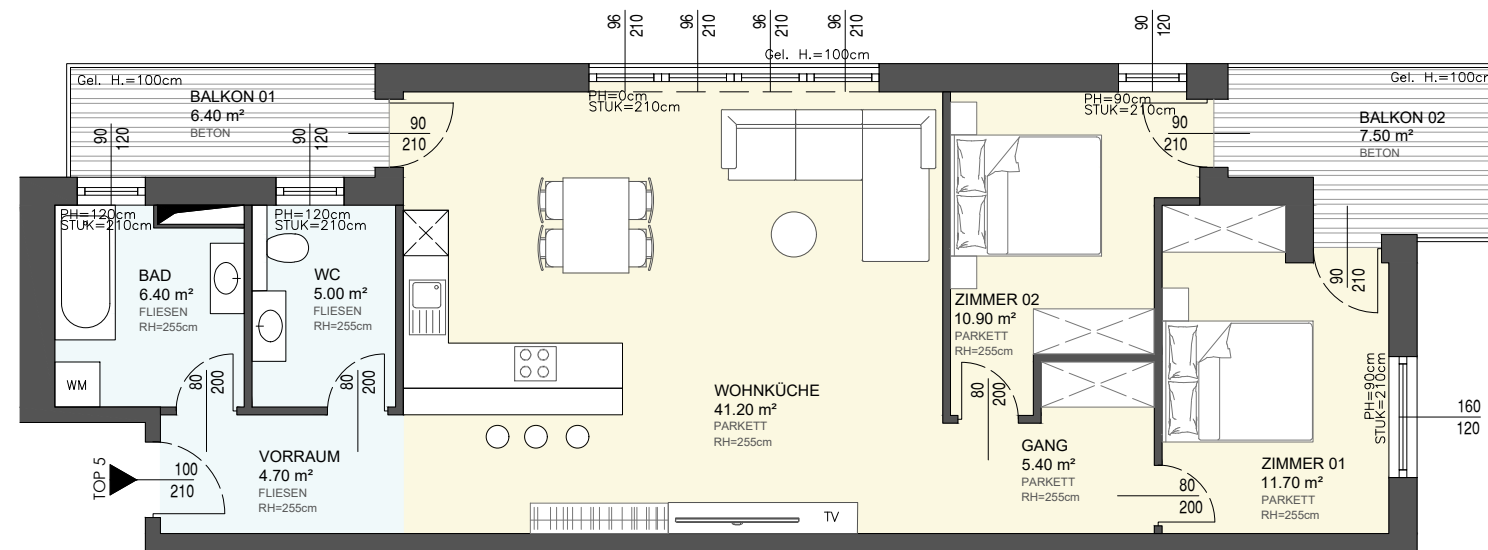 96
210
96
210
96
210
96
210
90
120
Gel. H.=100cm
Gel. H.=100cm
Gel. H.=100cm
BALKON 01
6.40 m²
BETON
90
120
90
120
90
210
PH=0cm
STUK=210cm
PH=90cm
STUK=210cm
90
210
BALKON 02
7.50 m²
BETON
PH=120cm
STUK=210cm
PH=120cm
STUK=210cm
BAD
6.40 m²
FLIESEN
RH=255cm
WC
5.00 m²
FLIESEN
RH=255cm
90
210
ZIMMER 02
10.90 m²
PARKETT
RH=255cm
WM
80
200
80
200
WOHNKÜCHE
41.20 m²
PARKETT
RH=255cm
80
200
PH=90cm
STUK=210cm
160
120
TOP 5
100
210
VORRAUM
4.70 m²
FLIESEN
RH=255cm
GANG
5.40 m²
PARKETT
RH=255cm
80
200
ZIMMER 01
11.70 m²
PARKETT
RH=255cm
TV